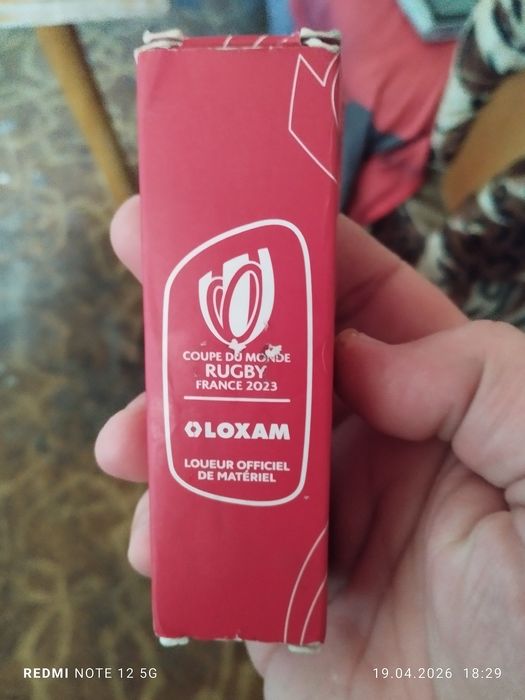 COUPE DU MONDE
RUGBY
FRANCE 2023
LOXAM
LOUEUR OFFICIEL
DE MATÉRIEL
REDMI NOTE 12 5G
19.04.2026 18:29